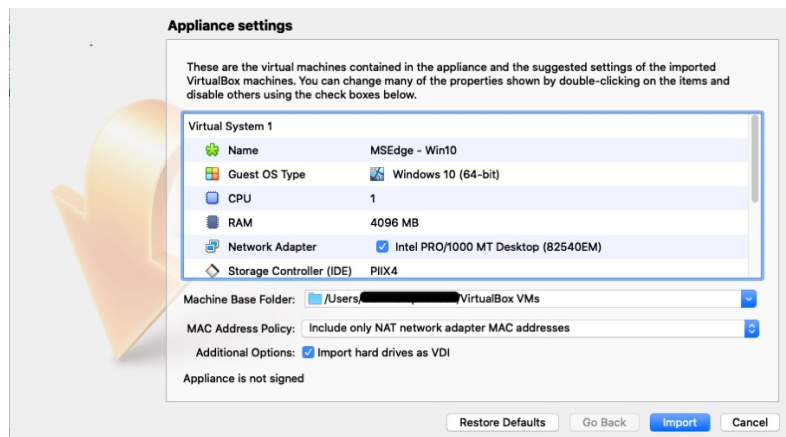 Appliance settings
These are the virtual machines contained in the appliance and the suggested settings of the imported
VirtualBox machines. You can change many of the properties shown by double-clicking on the items and
disable others using the check boxes below.
Virtual System 1
Name MSEdge - Win10
Guest OS Type Windows 10 (64-bit)
CPU 1
RAM 4096 MB
Network Adapter Intel PRO/1000 MT Desktop (82540EM)
Storage Controller (IDE) PIIX4
Machine Base Folder: /Users/ /VirtualBox VMs
MAC Address Policy: Include only NAT network adapter MAC addresses
Additional Options: Import hard drives as VDI
Appliance is not signed
Restore Defaults Go Back Import Cancel